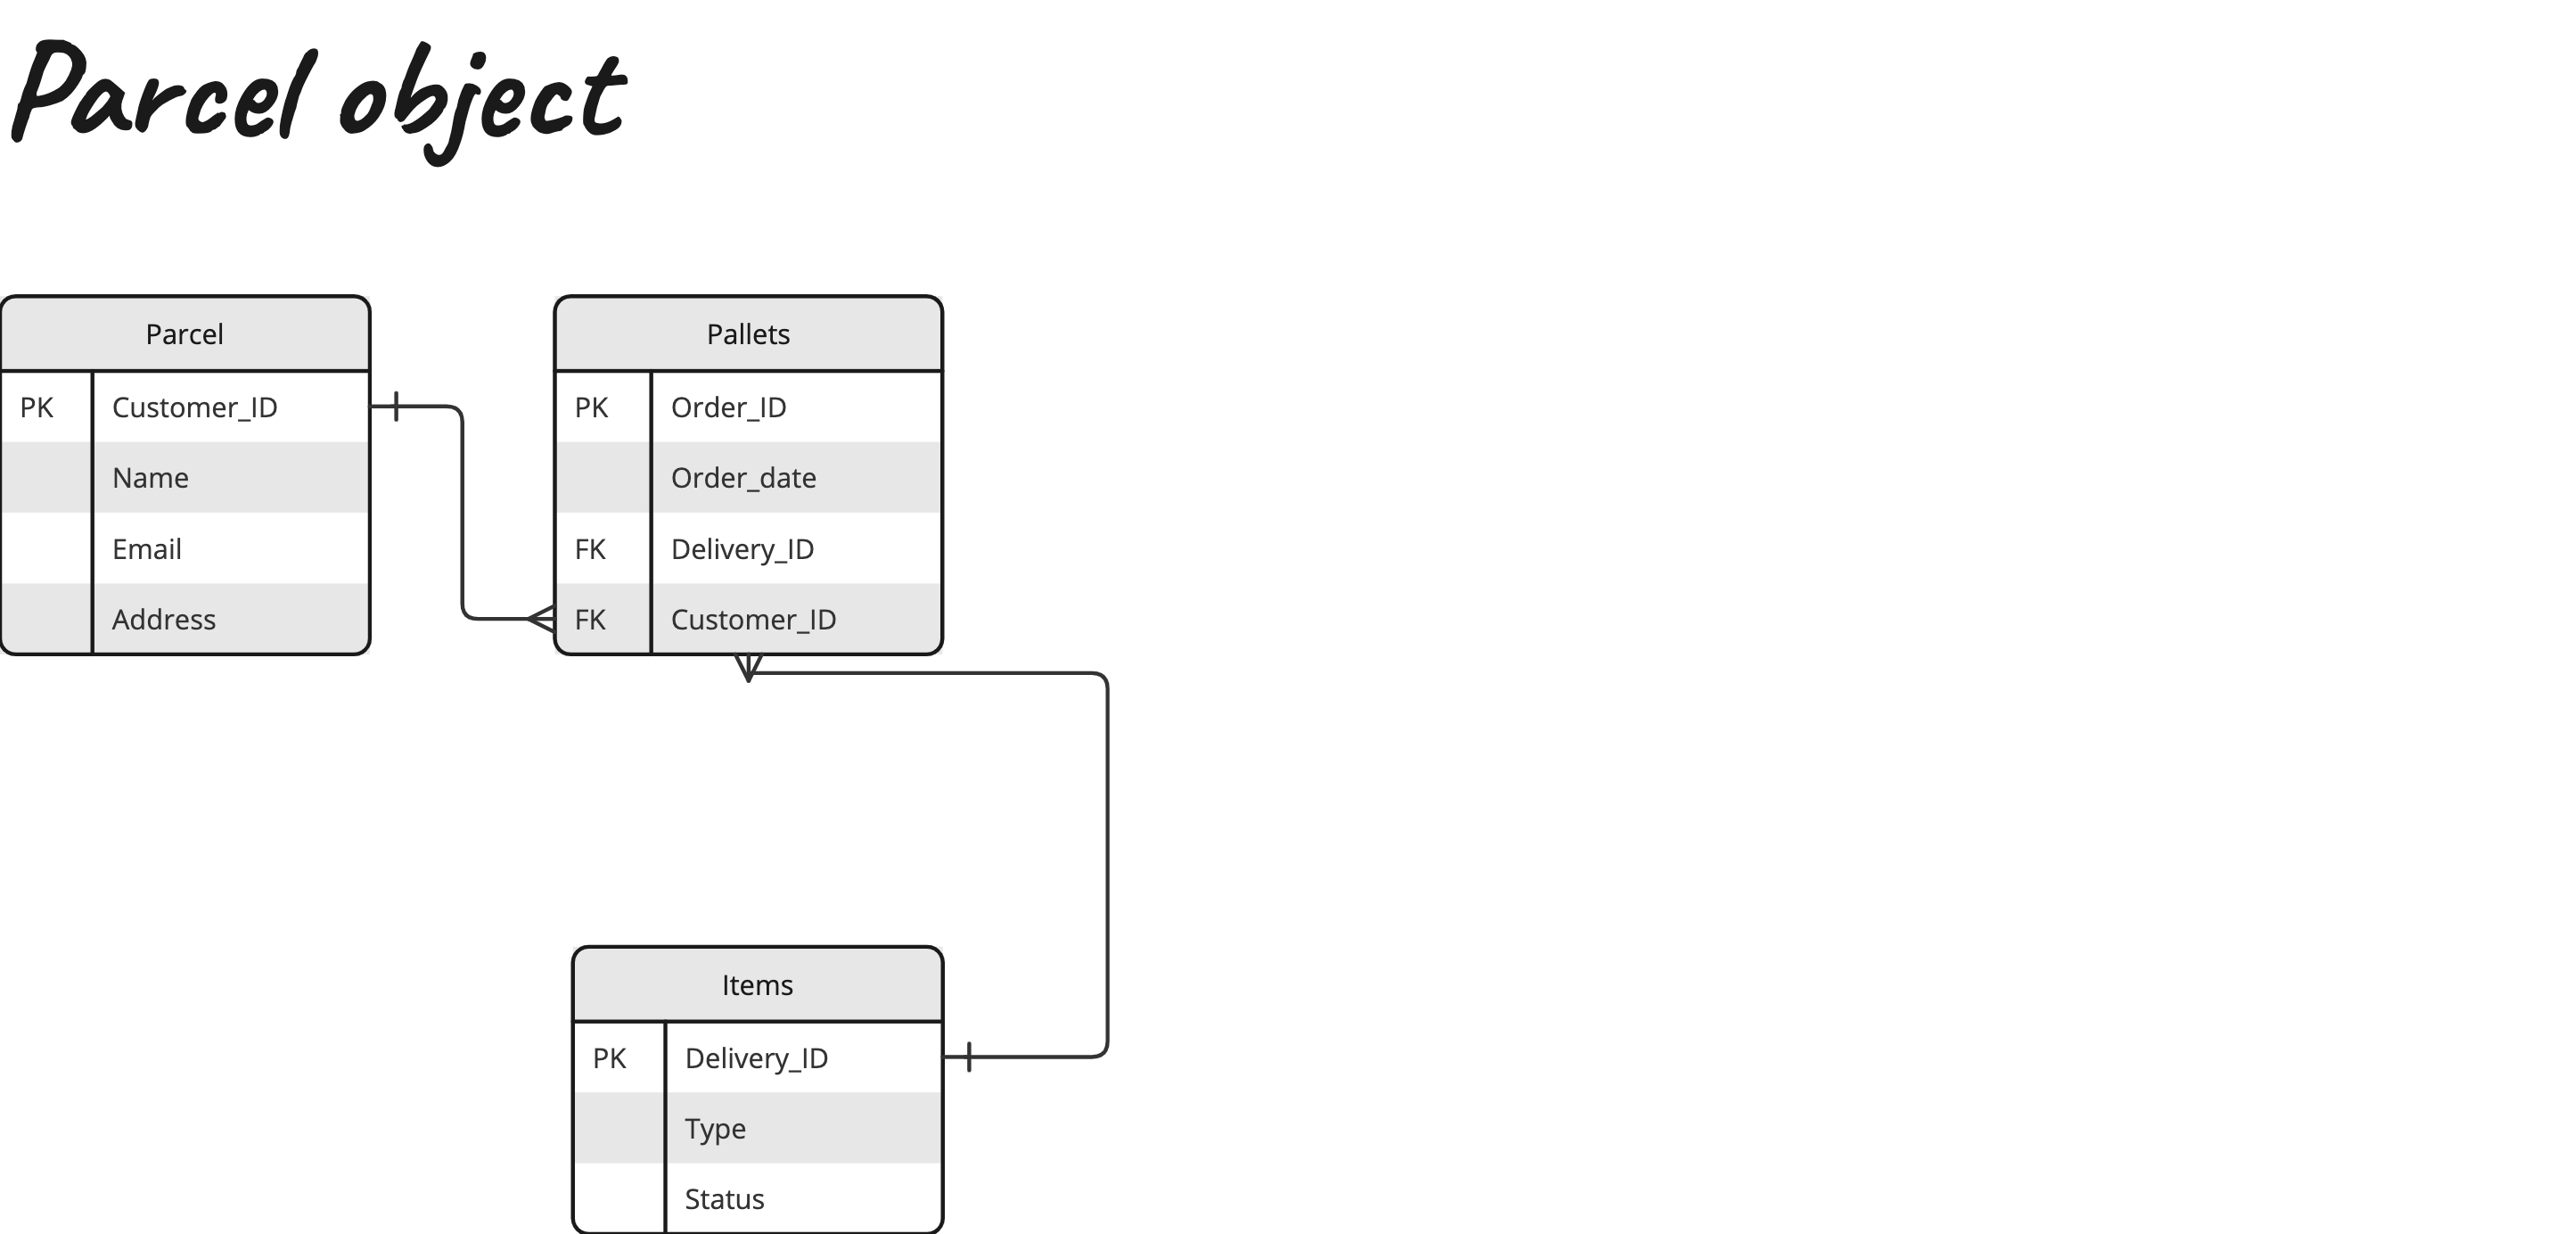 Parcel object
Parcel
PK Customer_ID
Name
Email
Address
Pallets
PK Order_ID
Order_date
FK Delivery_ID
FK Customer_ID
Items
PK Delivery_ID
Type
Status